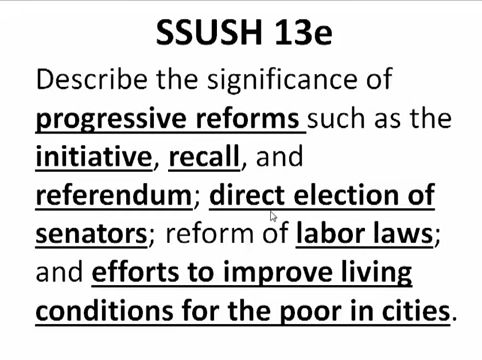 SSUSH 13e
Describe the significance of
progressive reforms such as the
initiative, recall, and
referendum; direct election of
senators; reform of labor laws;
and efforts to improve living
conditions for the poor in cities.